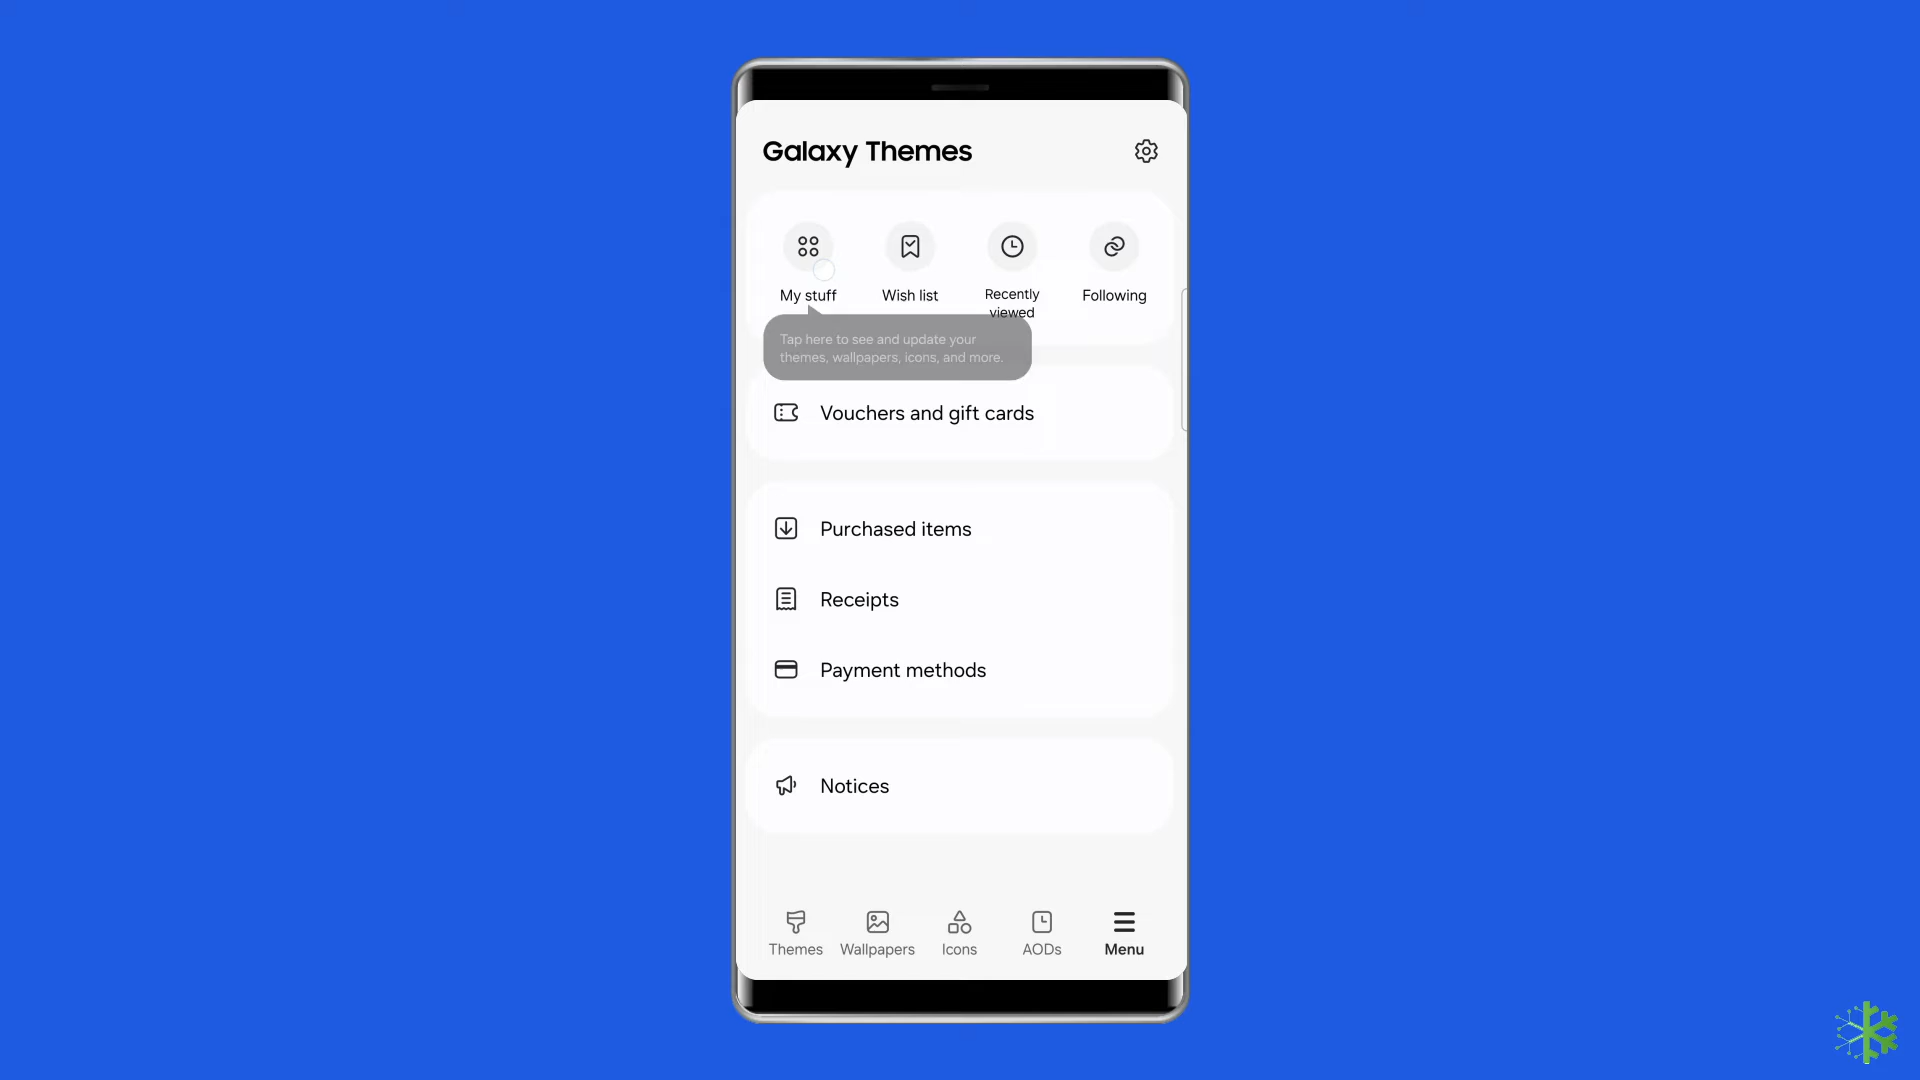 Galaxy Themes
My stuff
Wish list
Recently
viewed
Following
Tap here to see and update your
themes, wallpapers, icons, and more.
Vouchers and gift cards
Purchased items
Receipts
Payment methods
Notices
Themes
Wallpapers
Icons
AODs
Menu